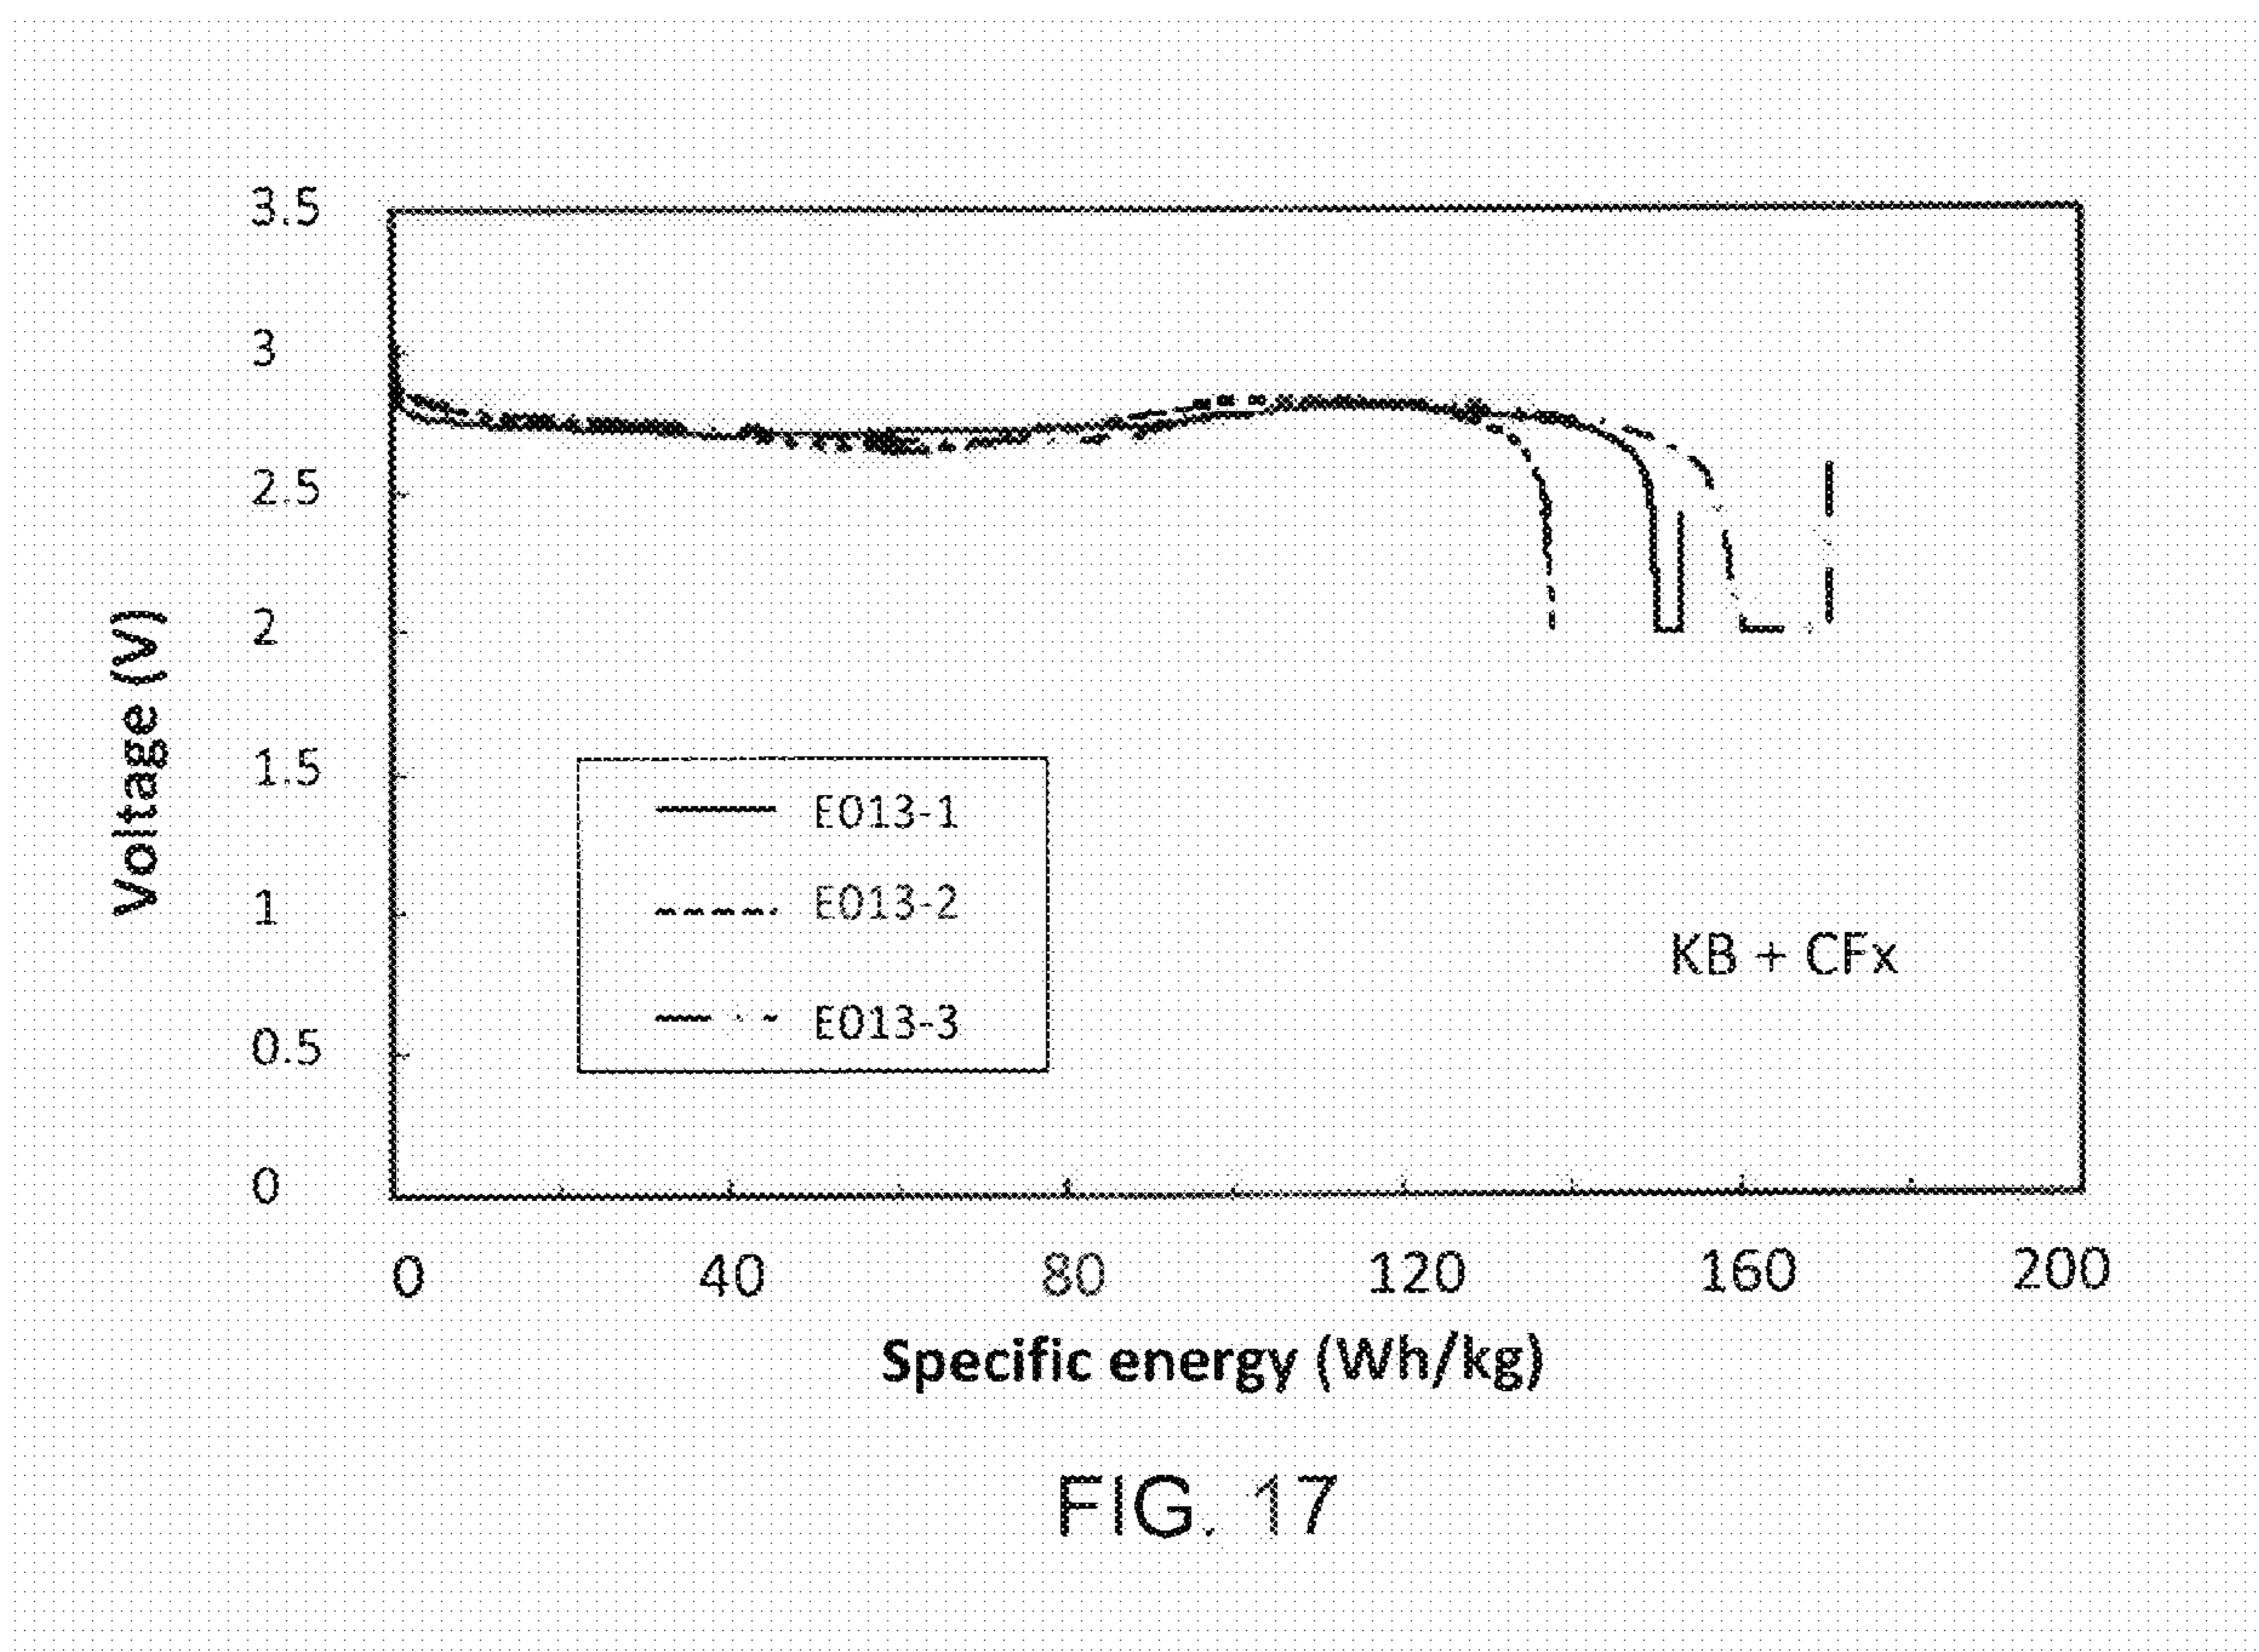 3.5
3
2.5
2
1.5
1
0.5
0
Voltage (V)
E013-1
E013-2
E013-3
KB + CFx
0 40 80 120 160 200
Specific energy (Wh/kg)
FIG. 17